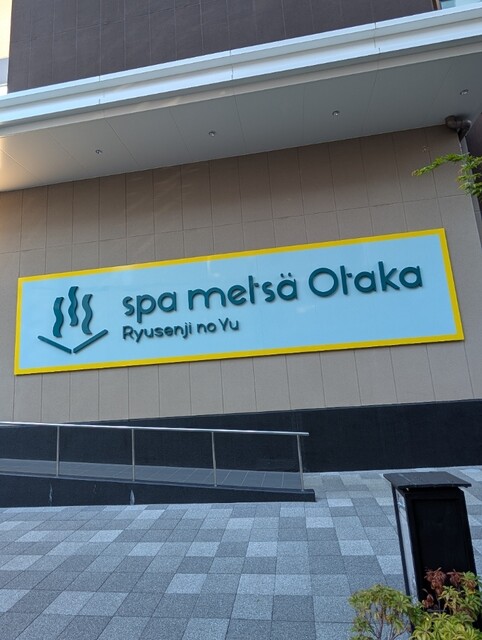 spa metsä Otaka
Ryusenji no Yu